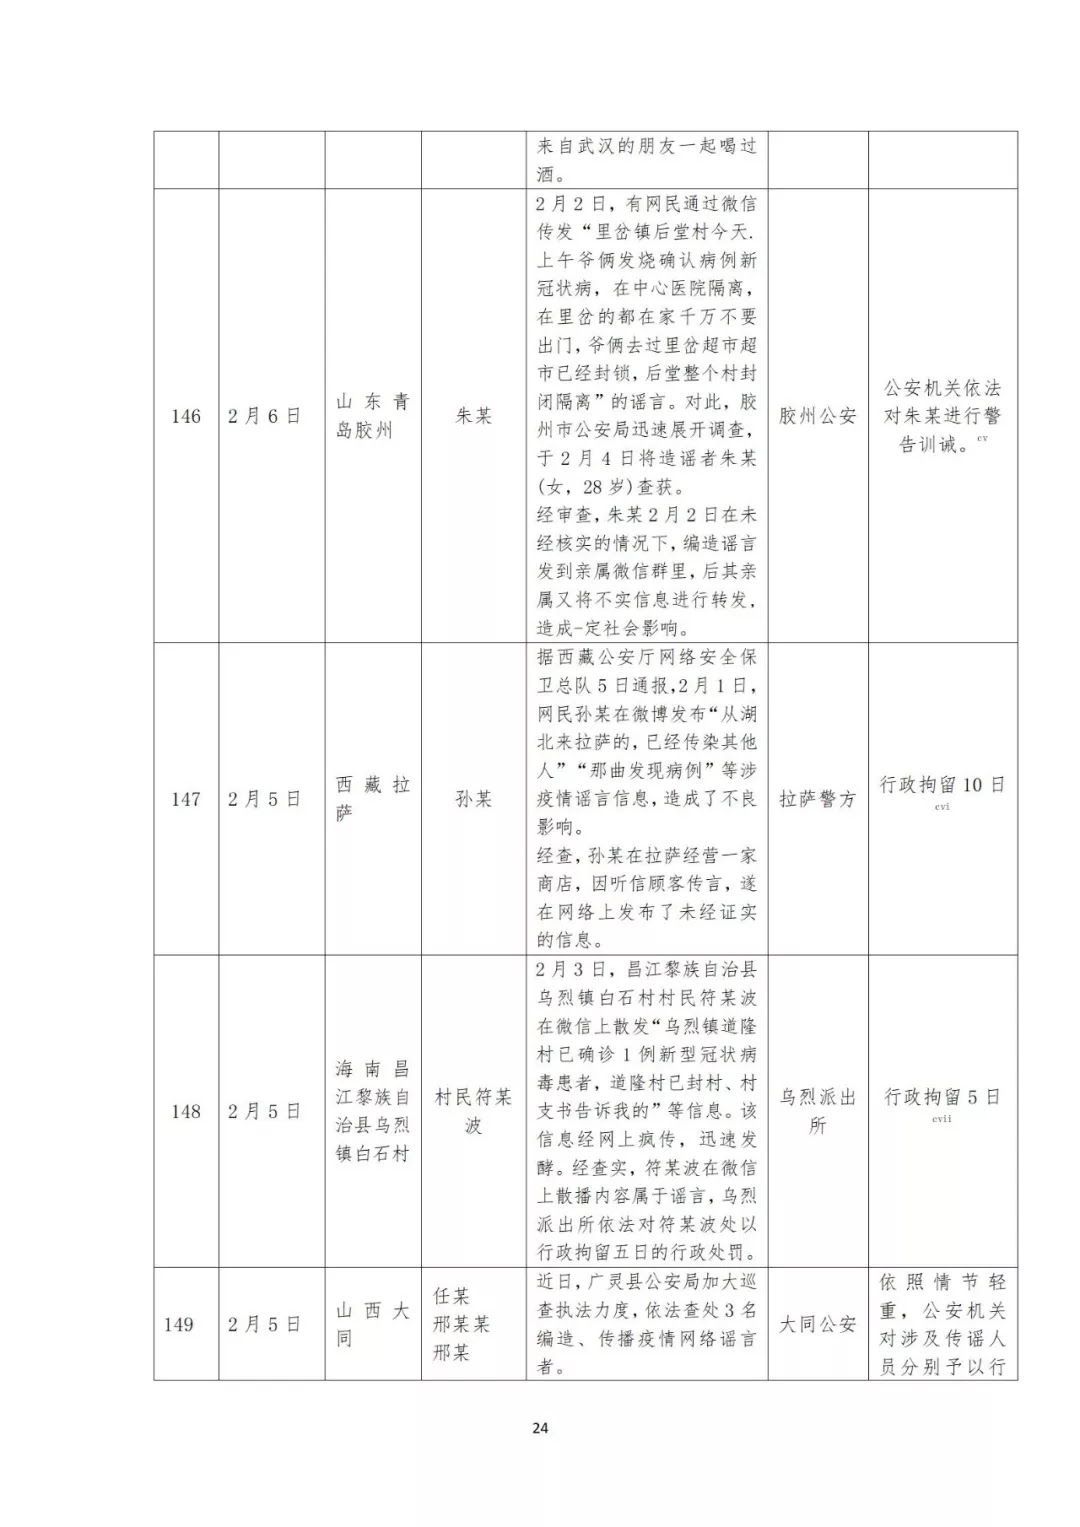 来自武汉的朋友一起喝过
酒。
146
2 月 6 日
山东青
岛胶州
朱某
2 月 2 日，有网民通过微信
传发“里岔镇后堂村今天.
上午爷俩发烧确认病例新
冠状病，在中心医院隔离，
在里岔的都在家千万不要
出门，爷俩去过里岔超市超
市已经封锁，后堂整个村封
闭隔离”的谣言。对此，胶
州市公安局迅速展开调查，
于 2 月 4 日将造谣者朱某
(女，28 岁)查获。
经审查，朱某 2 月 2 日在未
经核实的情况下，编造谣言
发到亲属微信群里，后其亲
属又将不实信息进行转发，
造成-定社会影响。
胶州公安
公安机关依法
对朱某进行警
告训诫。cv
147
2 月 5 日
西藏拉
萨
孙某
据西藏公安厅网络安全保
卫总队 5 日通报,2 月 1 日，
网民孙某在微博发布“从湖
北来拉萨的，已经传染其他
人”“那曲发现病例”等涉
疫情谣言信息，造成了不良
影响。
经查，孙某在拉萨经营一家
商店，因听信顾客传言，遂
在网络上发布了未经证实
的信息。
拉萨警方
行政拘留 10 日
cvi
148
2 月 5 日
海南昌
江黎族自
治县乌烈
镇白石村
村民符某
波
2 月 3 日，昌江黎族自治县
乌烈镇白石村村民符某波
在微信上散发“乌烈镇道隆
村已确诊 1 例新型冠状病
毒患者，道隆村已封村、村
支书告诉我的”等信息。该
信息经网上疯传，迅速发
酵。经查实，符某波在微信
上散播内容属于谣言，乌烈
派出所依法对符某波处以
行政拘留五日的行政处罚。
乌烈派出
所
行政拘留 5 日
cvii
149
2 月 5 日
山西大
同
任某
邢某某
邢某
近日，广灵县公安局加大巡
查执法力度，依法查处 3 名
编造、传播疫情网络谣言
者。
大同公安
依照情节轻
重，公安机关
对涉及传谣人
员分别予以行
24